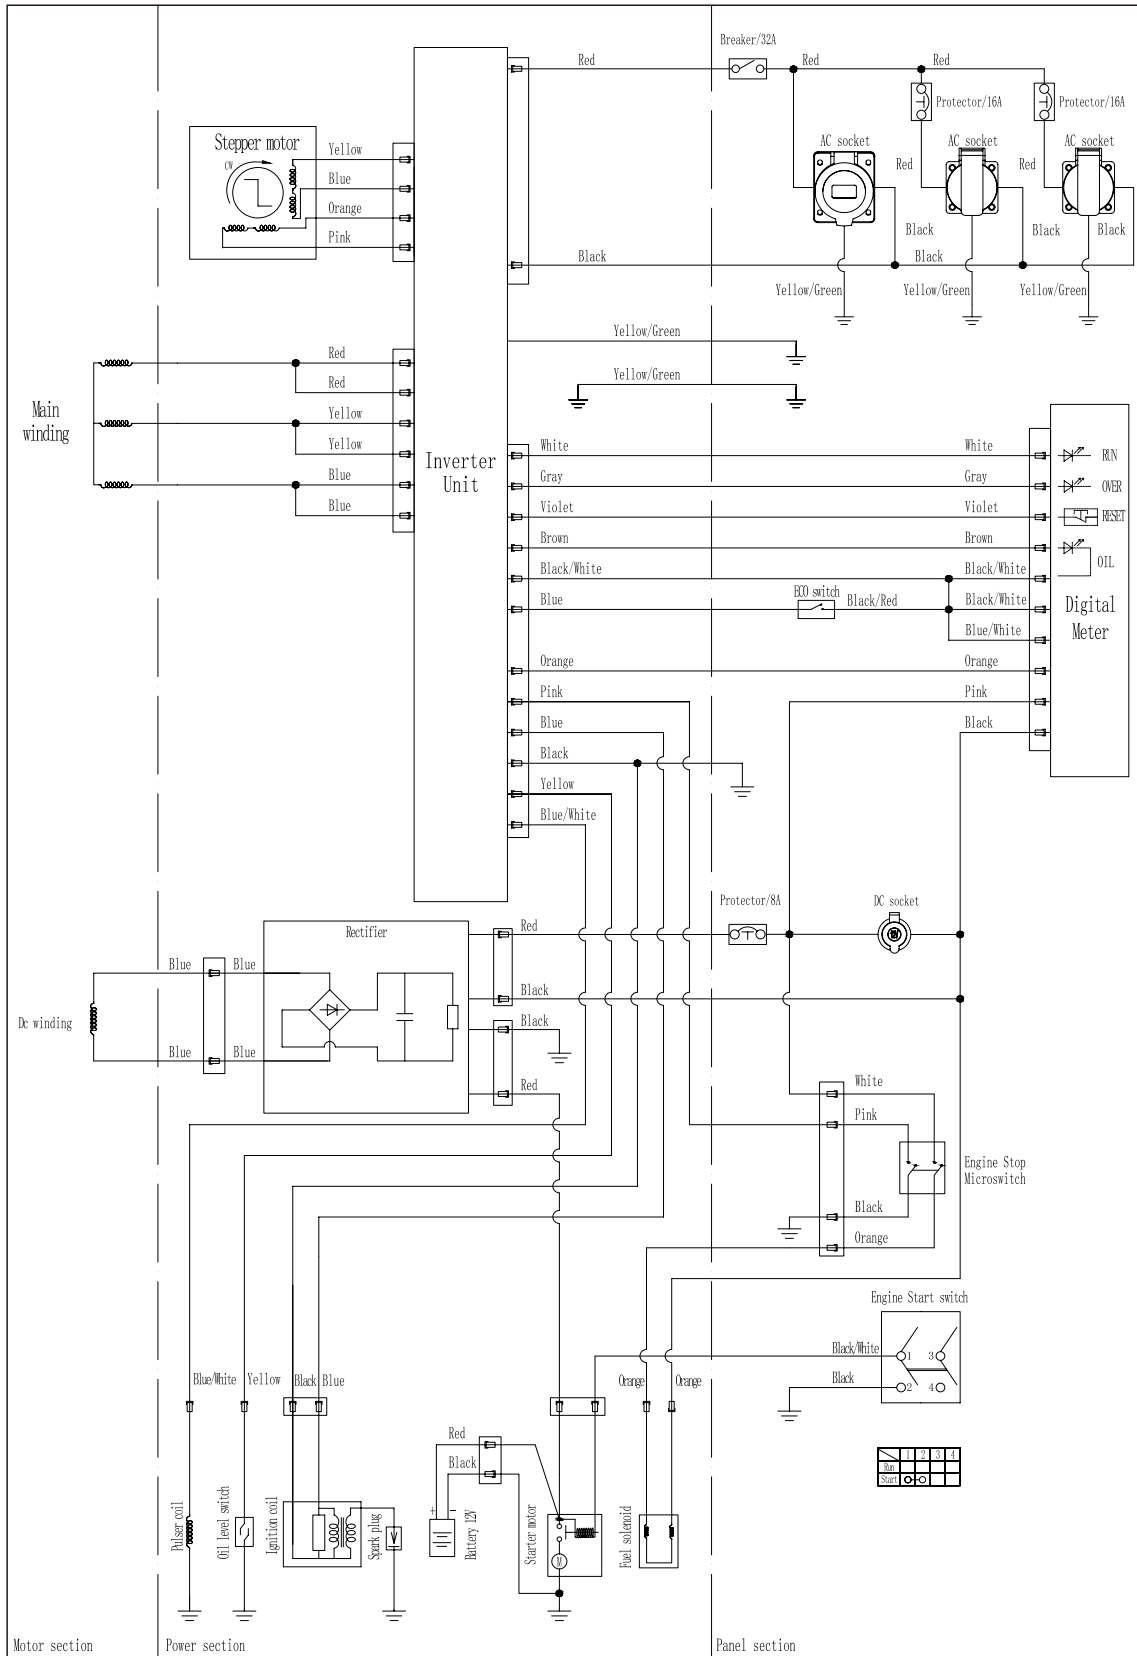 Breaker/32A
Red
Red
Red
Protector/16A
Protector/16A
Stepper motor
CW
Yellow
Blue
Orange
Pink
AC socket
AC socket
AC socket
Red
Red
Black
Black
Black
Black
Black
Yellow/Green
Yellow/Green
Yellow/Green
Yellow/Green
Yellow/Green
Main
winding
Red
Red
Yellow
Yellow
Blue
Blue
Inverter
Unit
White
White
RUN
Gray
Gray
OVER
Violet
Violet
RESET
Brown
Brown
OIL
Black/White
Black/White
Blue
ECO switch
Black/Red
Black/White
Blue/White
Digital
Meter
Orange
Orange
Pink
Pink
Blue
Black
Black
Yellow
Blue/White
Protector/8A
DC socket
Rectifier
Red
Black
Black
Red
Dc winding
Blue
Blue
Blue
Blue
White
Pink
Engine Stop
Microswitch
Black
Orange
Engine Start switch
Black/White
1
3
Black
2
4
Blue/White
Yellow
Black
Blue
Orange
Orange
Red
Black
+
-
1 2 3 4
Run
Start
Pulser coil
Oil level switch
Ignition coil
Spark plug
Battery 12V
Starter motor
M
Fuel solenoid
Motor section
Power section
Panel section